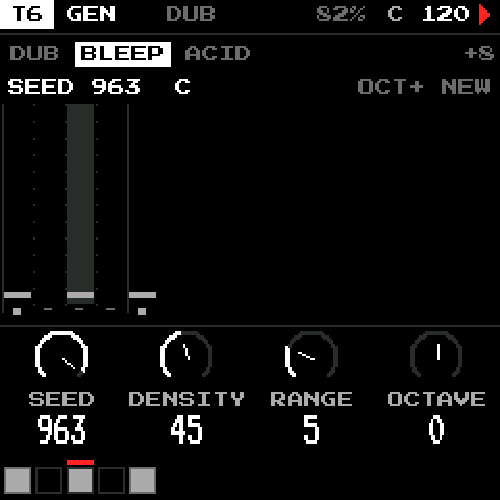 T6 GEN DUB 82% C 120
DUB BLEEP ACID +8
SEED 963 C OCT+ NEW
SEED DENSITY RANGE OCTAVE
963 45 5 0